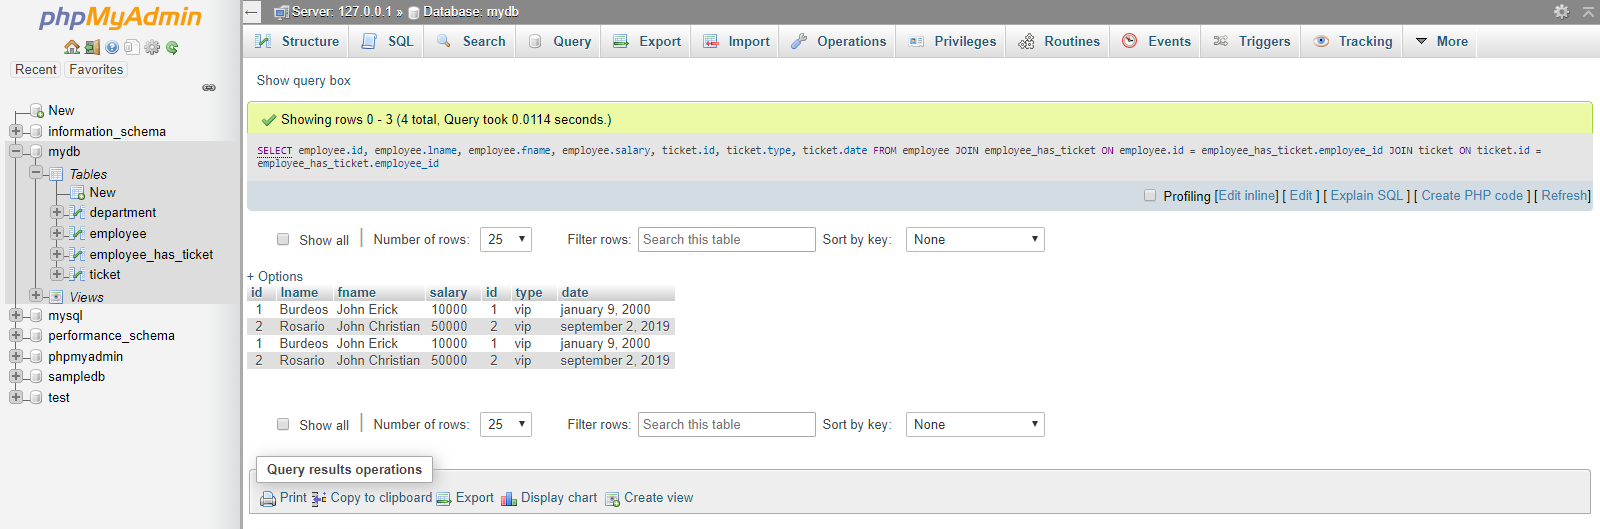 phpMyAdmin
Recent Favorites
New
information_schema
mydb
Tables
New
department
employee
employee_has_ticket
ticket
Views
mysql
performance_schema
phpmyadmin
sampledb
test
Server: 127.0.0.1 » Database: mydb
Structure SQL Search Query Export Import Operations Privileges Routines Events Triggers Tracking More
Show query box
Showing rows 0 - 3 (4 total, Query took 0.0114 seconds.)
SELECT employee.id, employee.lname, employee.fname, employee.salary, ticket.id, ticket.type, ticket.date FROM employee JOIN employee_has_ticket ON employee.id = employee_has_ticket.employee_id JOIN ticket ON ticket.id =
employee_has_ticket.employee_id
Profiling [Edit inline] [ Edit ] [ Explain SQL ] [ Create PHP code ] [ Refresh]
Show all | Number of rows: 25 Filter rows: Search this table Sort by key: None
+ Options
id lname fname salary id type date
1 Burdeos John Erick 10000 1 vip january 9, 2000
2 Rosario John Christian 50000 2 vip september 2, 2019
1 Burdeos John Erick 10000 1 vip january 9, 2000
2 Rosario John Christian 50000 2 vip september 2, 2019
Show all | Number of rows: 25 Filter rows: Search this table Sort by key: None
Query results operations
Print Copy to clipboard Export Display chart Create view